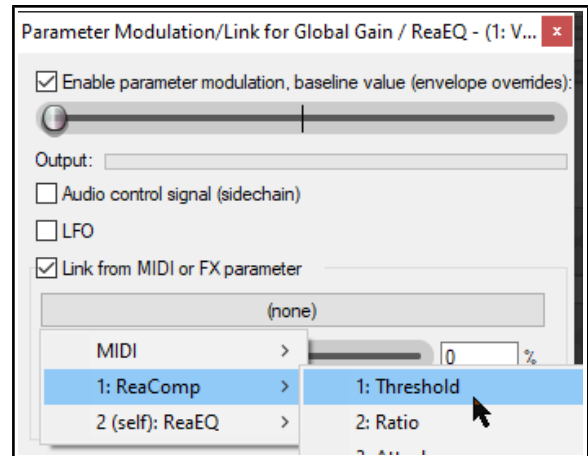 Parameter Modulation/Link for Global Gain / ReaEQ - (1: V... x
Enable parameter modulation, baseline value (envelope overrides):
Output:
Audio control signal (sidechain)
LFO
Link from MIDI or FX parameter
(none)
MIDI >
0 %
1: ReaComp >
1: Threshold
2 (self): ReaEQ >
2: Ratio